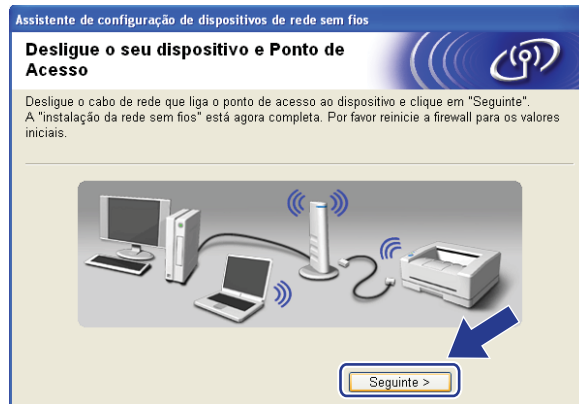 Assistente de configuração de dispositivos de rede sem fios
Desligue o seu dispositivo e Ponto de
Acesso
Desligue o cabo de rede que liga o ponto de acesso ao dispositivo e clique em "Seguinte".
A "instalação da rede sem fios" está agora completa. Por favor reinicie a firewall para os valores
iniciais.
Seguinte >